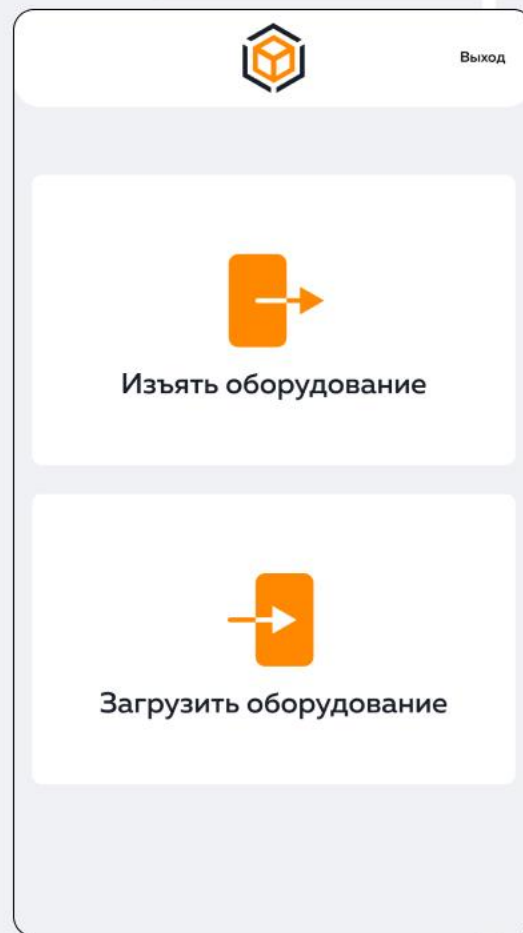 Выход
Изъять оборудование
Загрузить оборудование